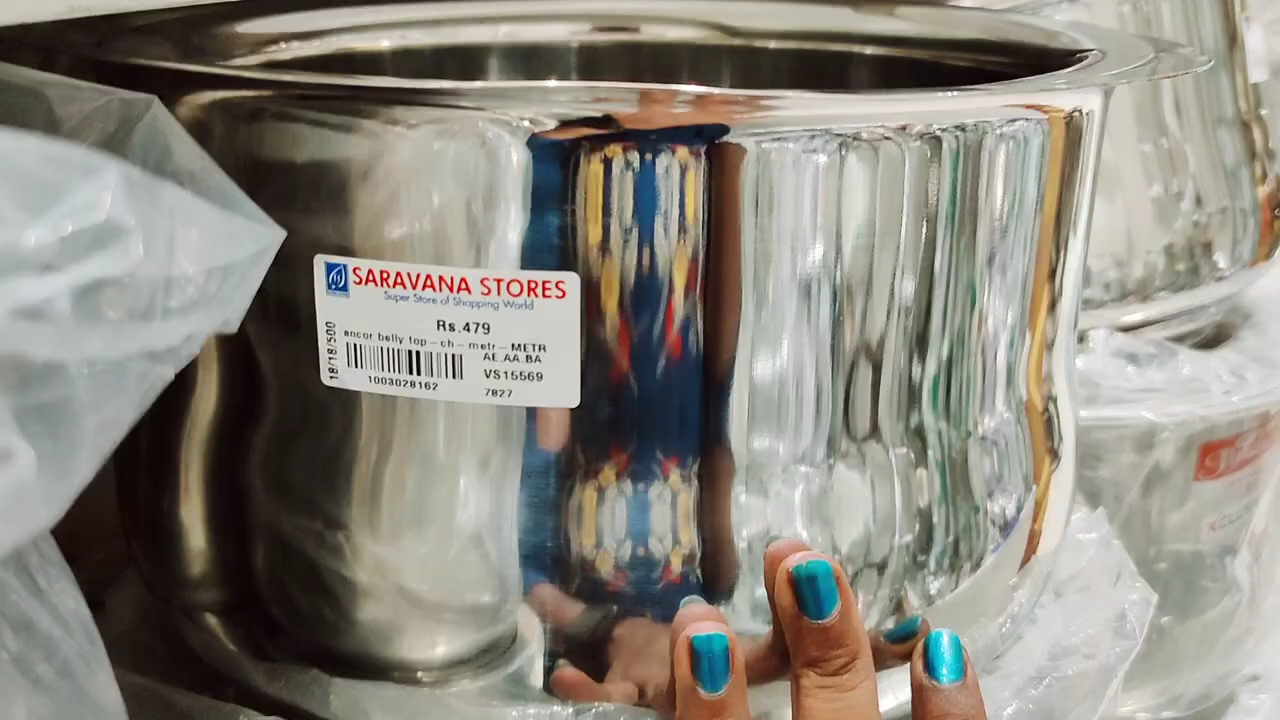 SARAVANA STORES
Super Store of Shopping World
Rs.479
ancor belly top-ch-metr-METR
AE.AA.BA
18/18/500
VS15569
1003028162
7827